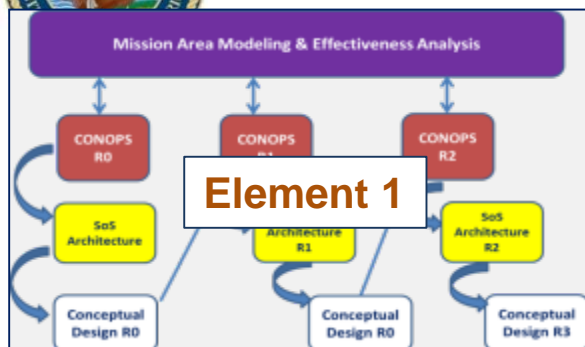 Mission Area Modeling & Effectiveness Analysis
CONOPS
R0
CONOPS
R1
CONOPS
R2
Element 1
SoS
Architecture
Architecture
R1
SoS
Architecture
R2
Conceptual
Design R0
Conceptual
Design R0
Conceptual
Design R3